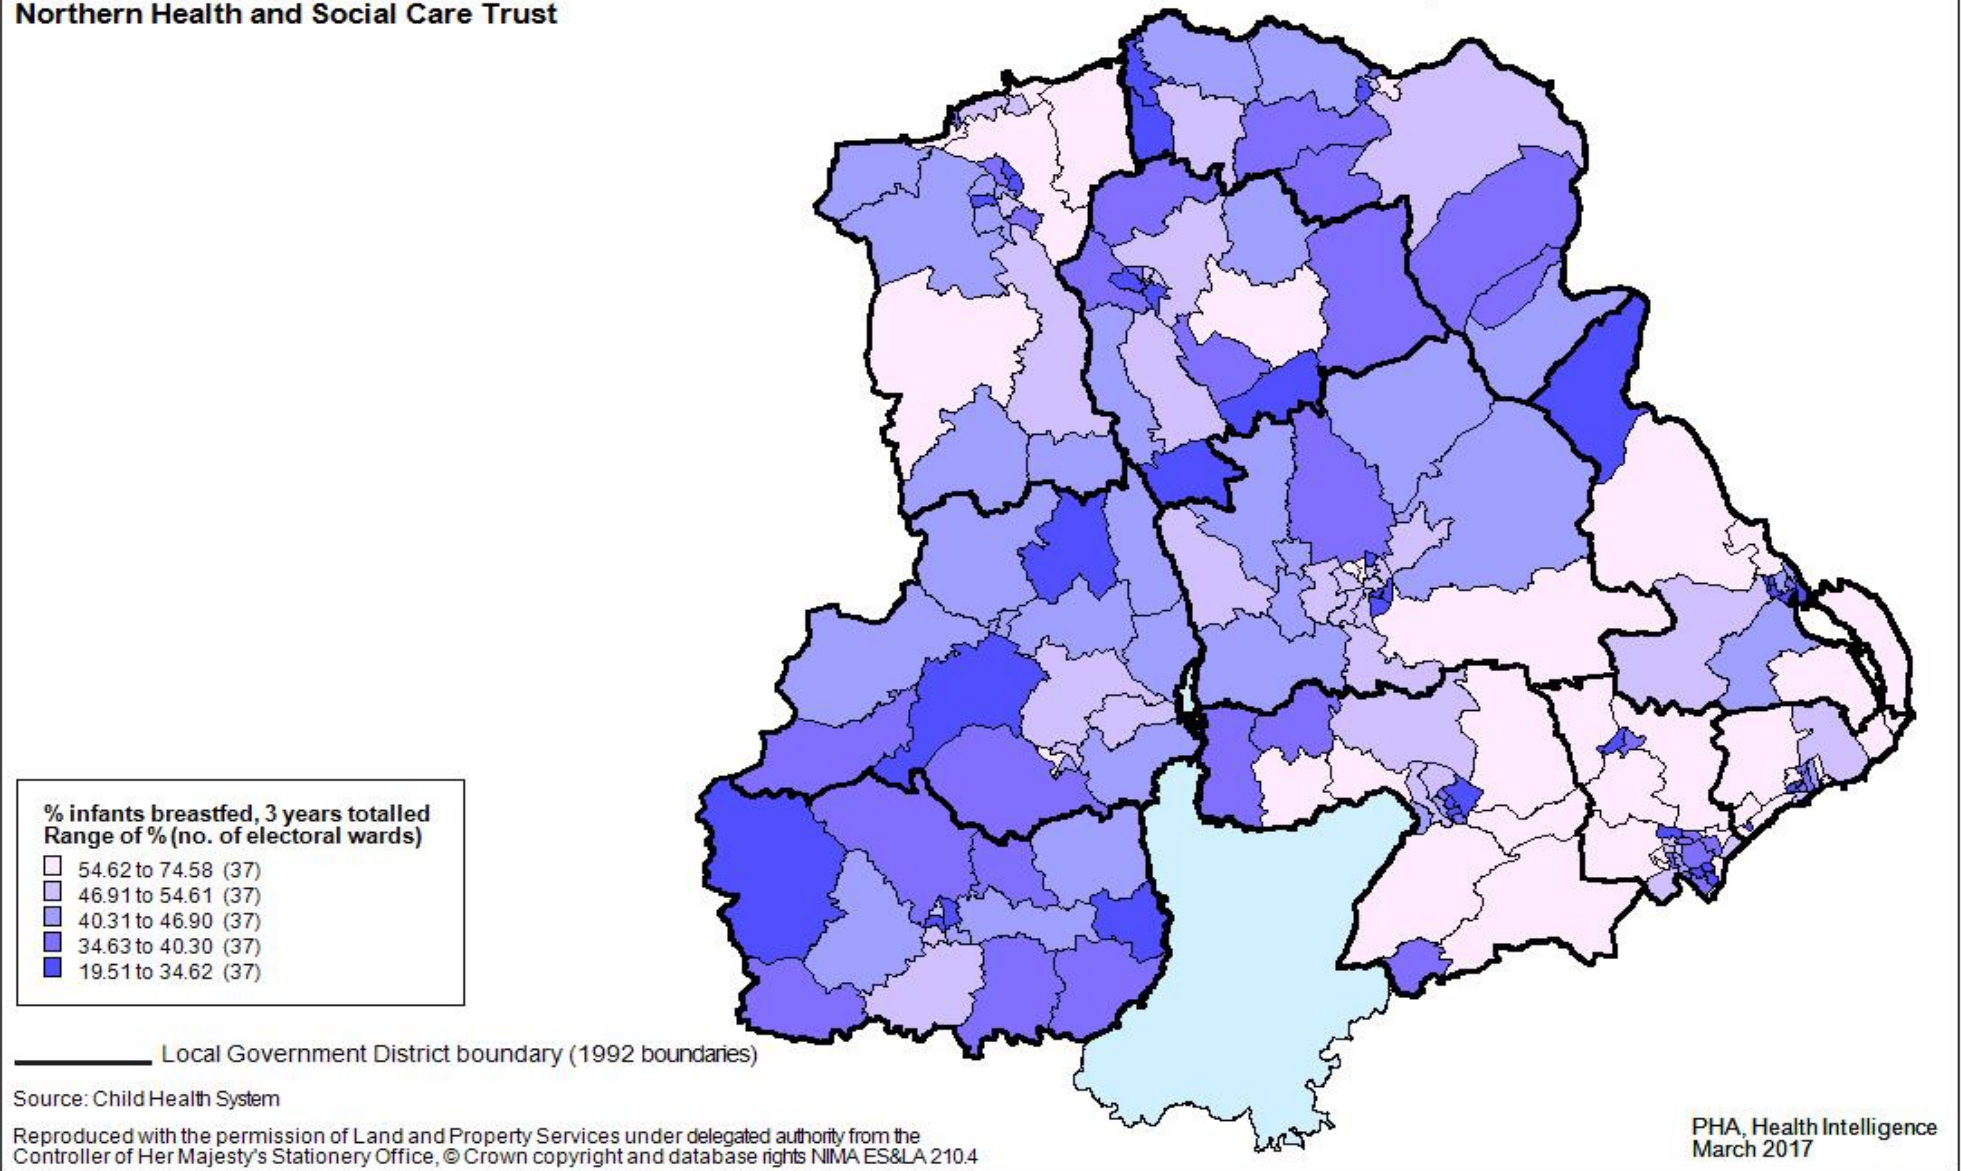 Northern Health and Social Care Trust
% infants breastfed, 3 years totalled
Range of % (no. of electoral wards)
54.62 to 74.58 (37)
46.91 to 54.61 (37)
40.31 to 46.90 (37)
34.63 to 40.30 (37)
19.51 to 34.62 (37)
Local Government District boundary (1992 boundaries)
Source: Child Health System
Reproduced with the permission of Land and Property Services under delegated authority from the
Controller of Her Majesty's Stationery Office, © Crown copyright and database rights NIMA ES&LA 210.4
PHA, Health Intelligence
March 2017